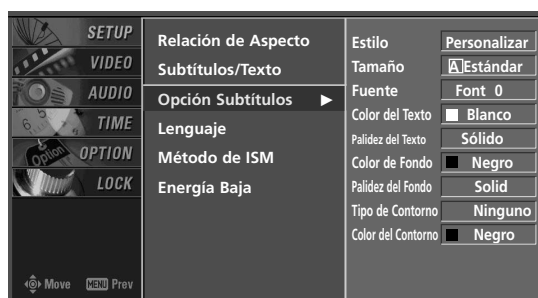 SETUP
VIDEO
AUDIO
TIME
Option OPTION
LOCK
Move MENU Prev
Relación de Aspecto
Subtítulos/Texto
Opción Subtítulos ▶
Lenguaje
Método de ISM
Energía Baja
Estilo Personalizar
Tamaño A Estándar
Fuente Font 0
Color del Texto Blanco
Palidez del Texto Sólido
Color de Fondo Negro
Palidez del Fondo Solid
Tipo de Contorno Ninguno
Color del Contorno Negro